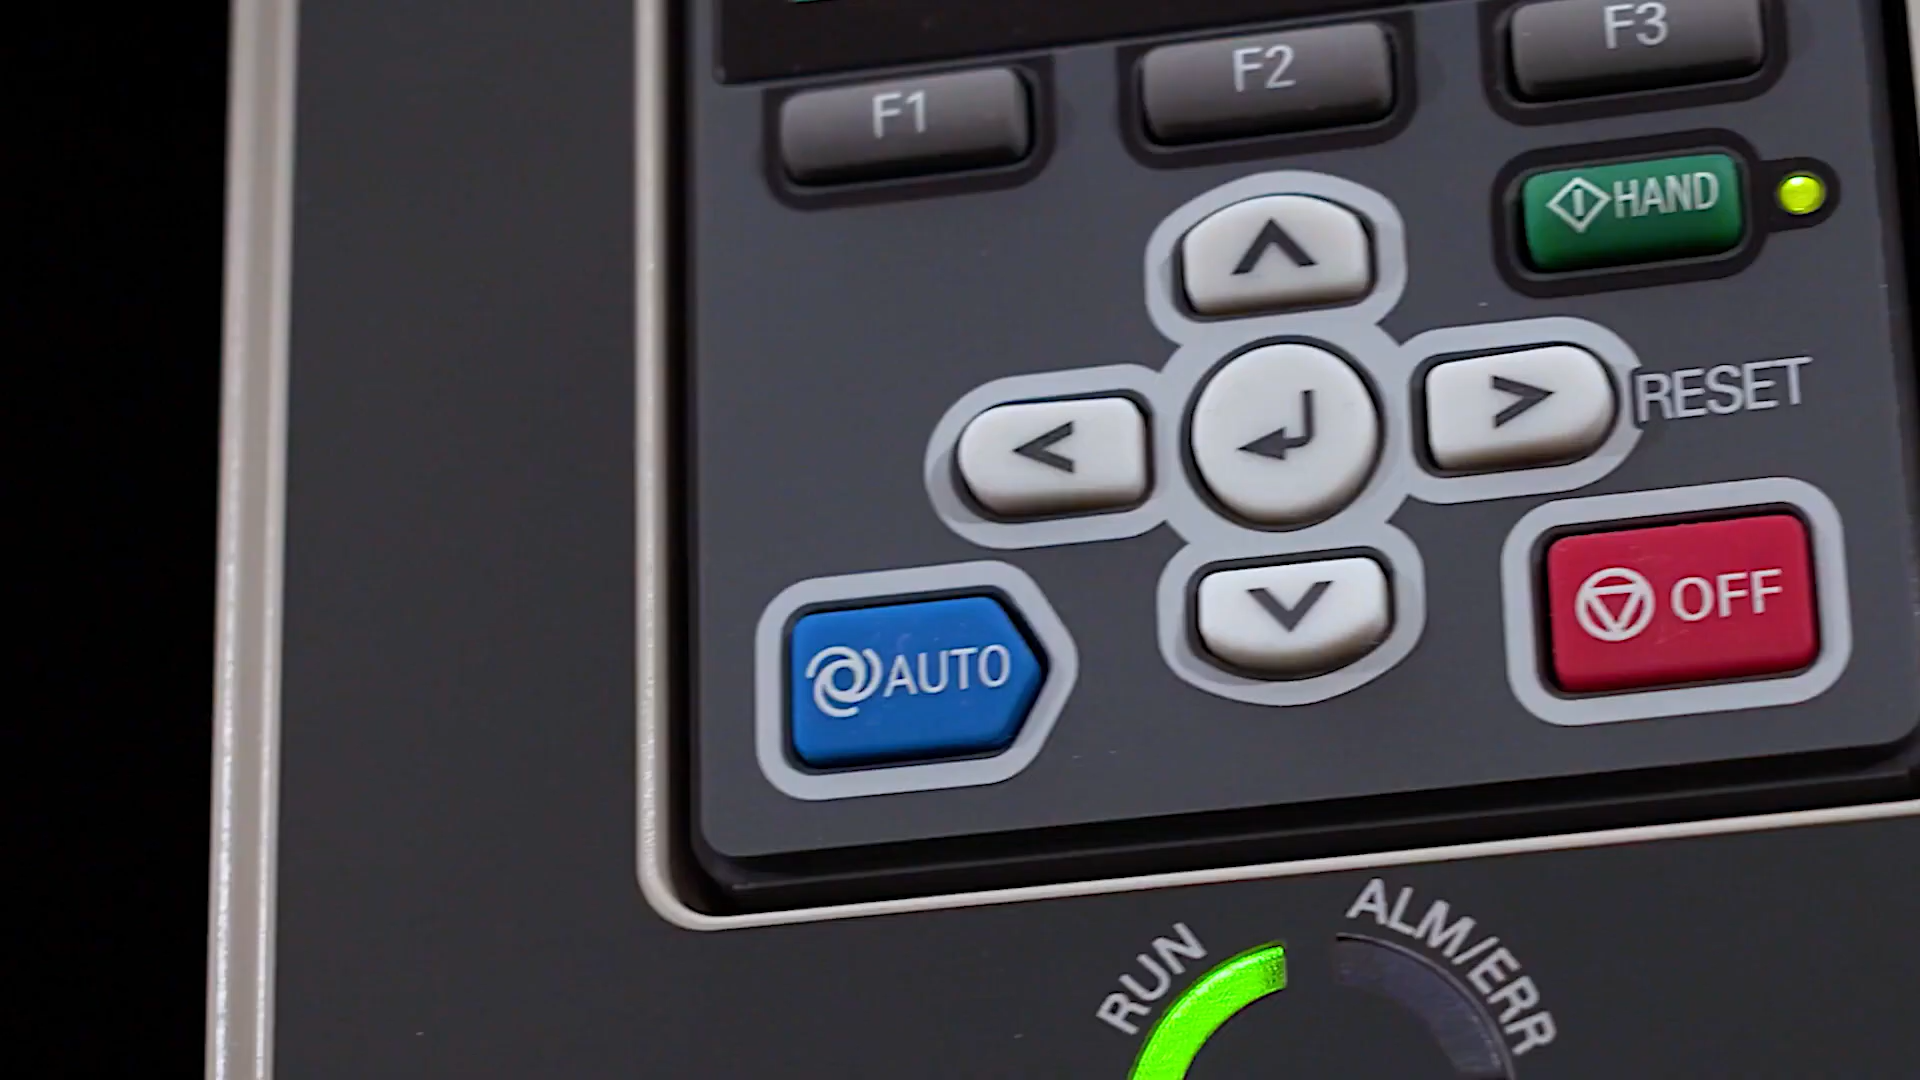 F1
F2
F3
HAND
RESET
OFF
AUTO
RUN
ALM/ERR